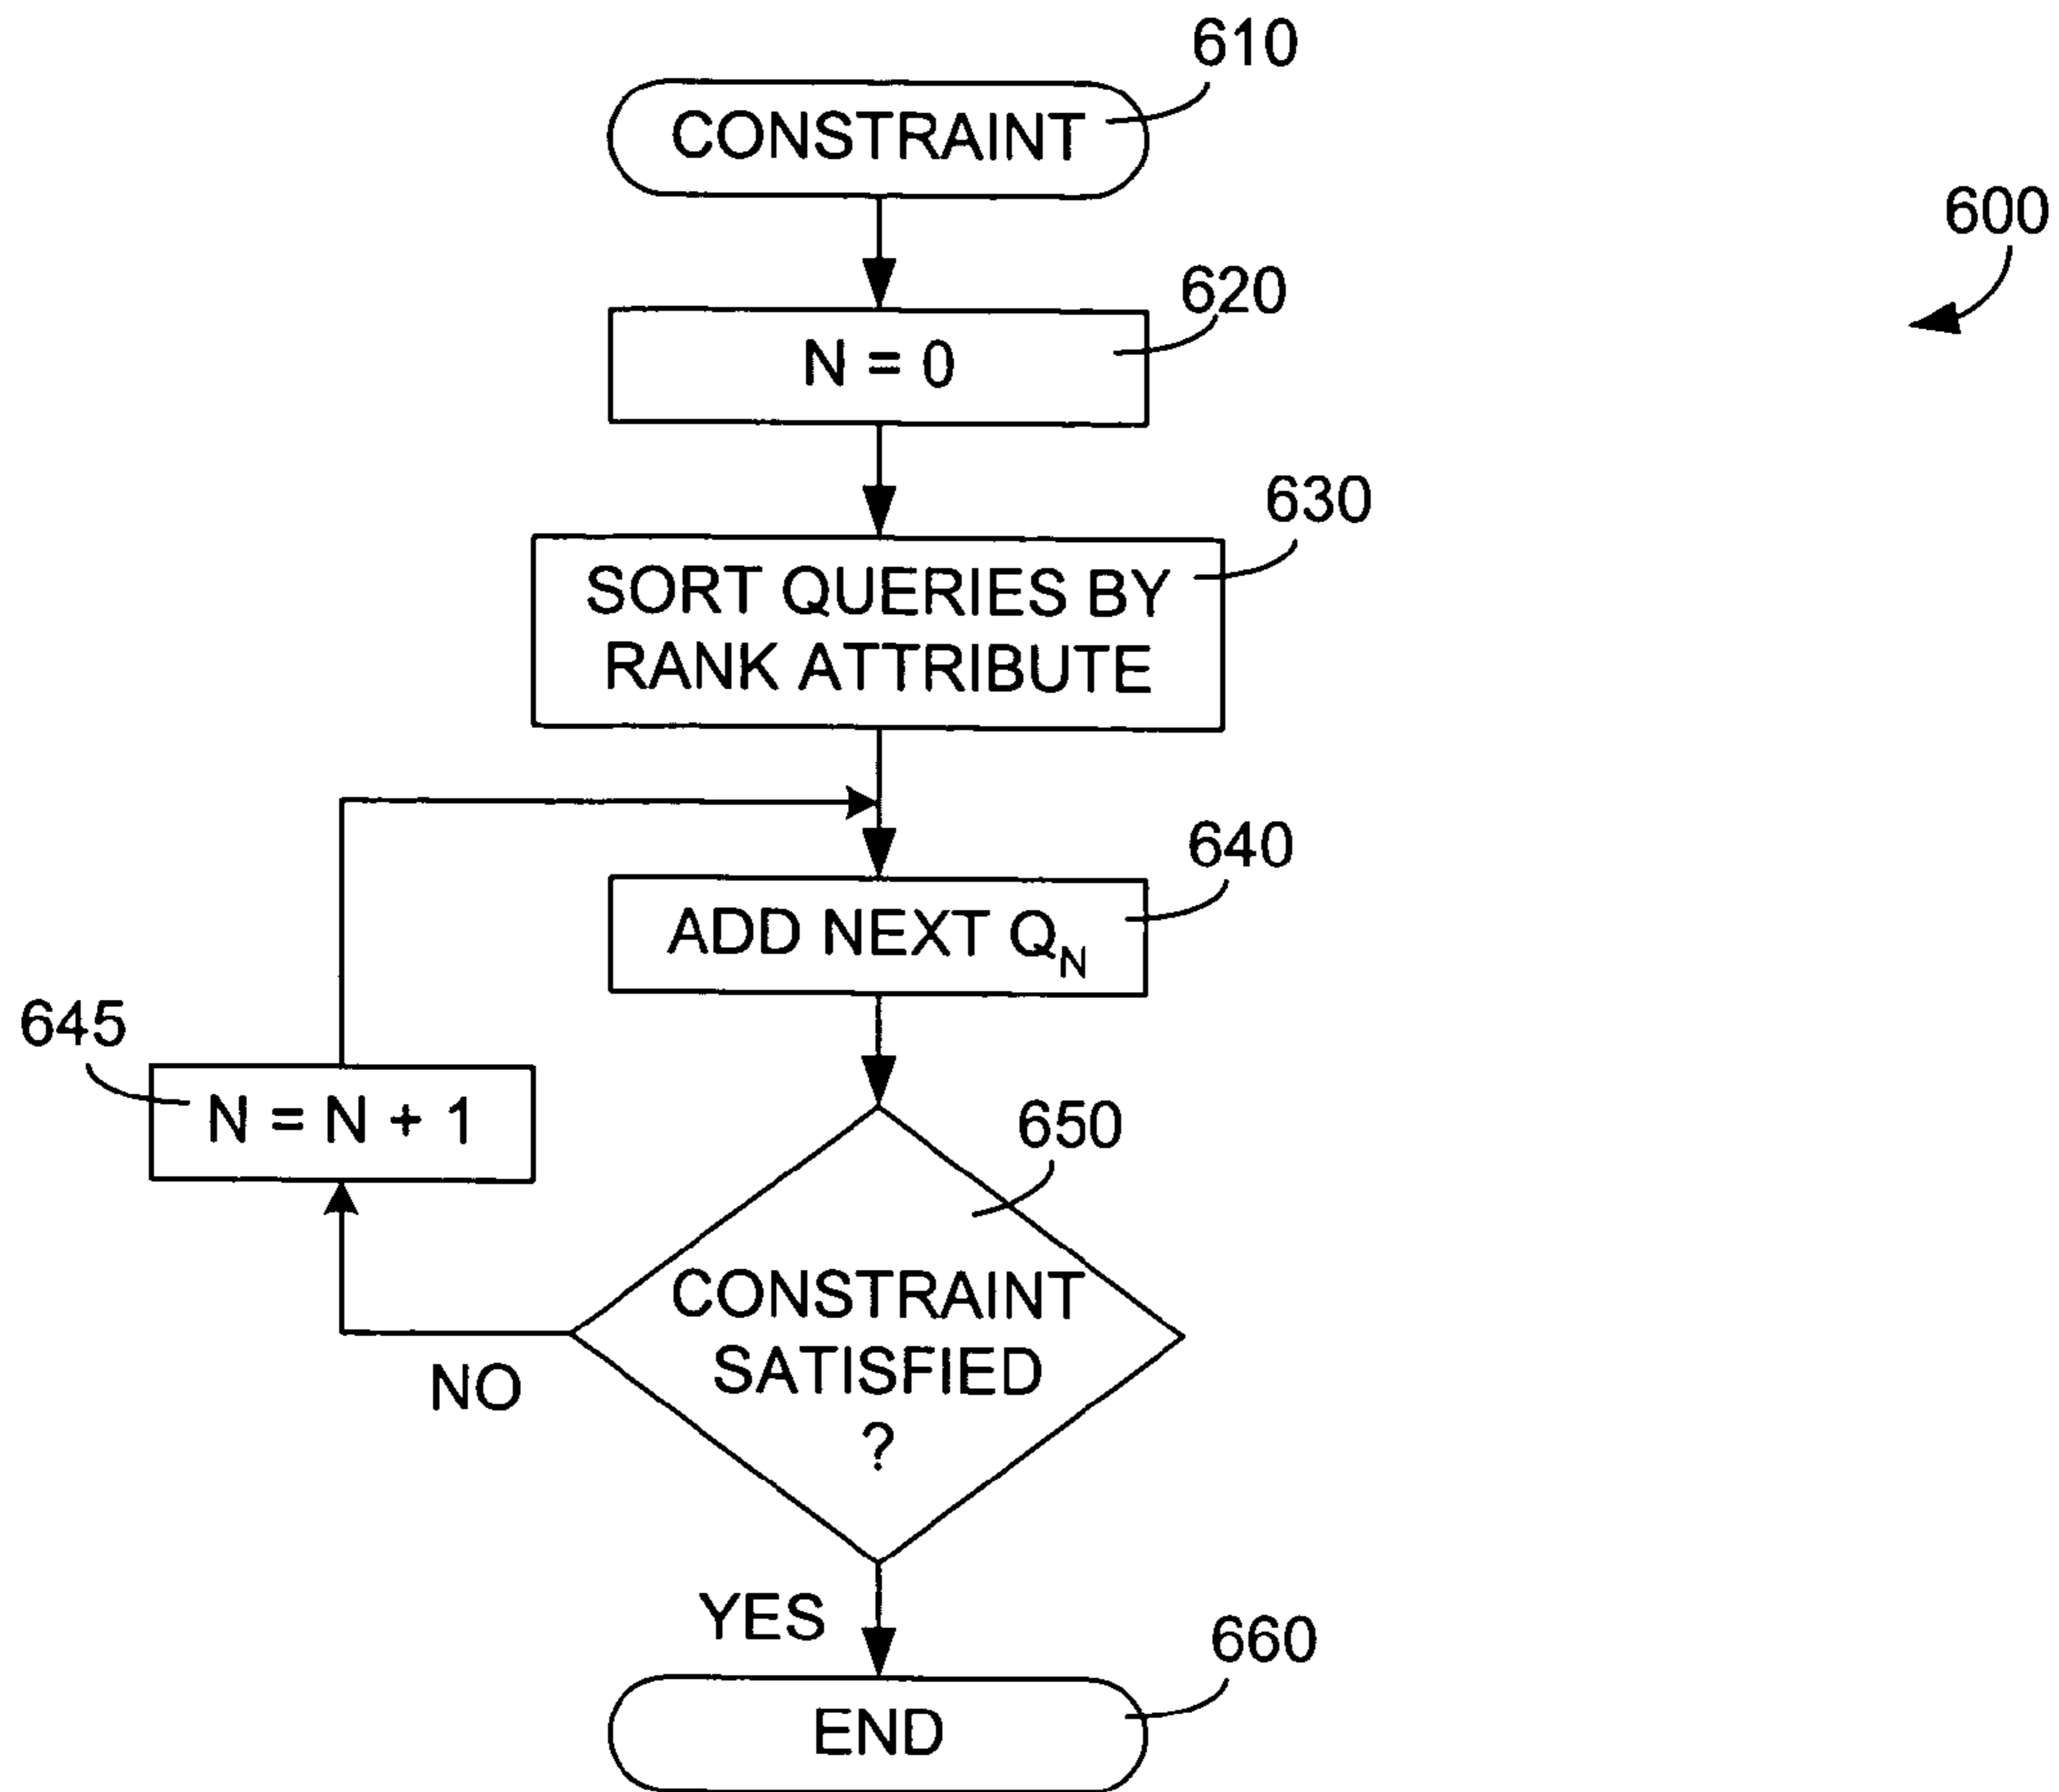 610
CONSTRAINT
600
620
N = 0
630
SORT QUERIES BY
RANK ATTRIBUTE
640
ADD NEXT QN
645
N = N + 1
650
CONSTRAINT
SATISFIED
?
NO
YES
660
END